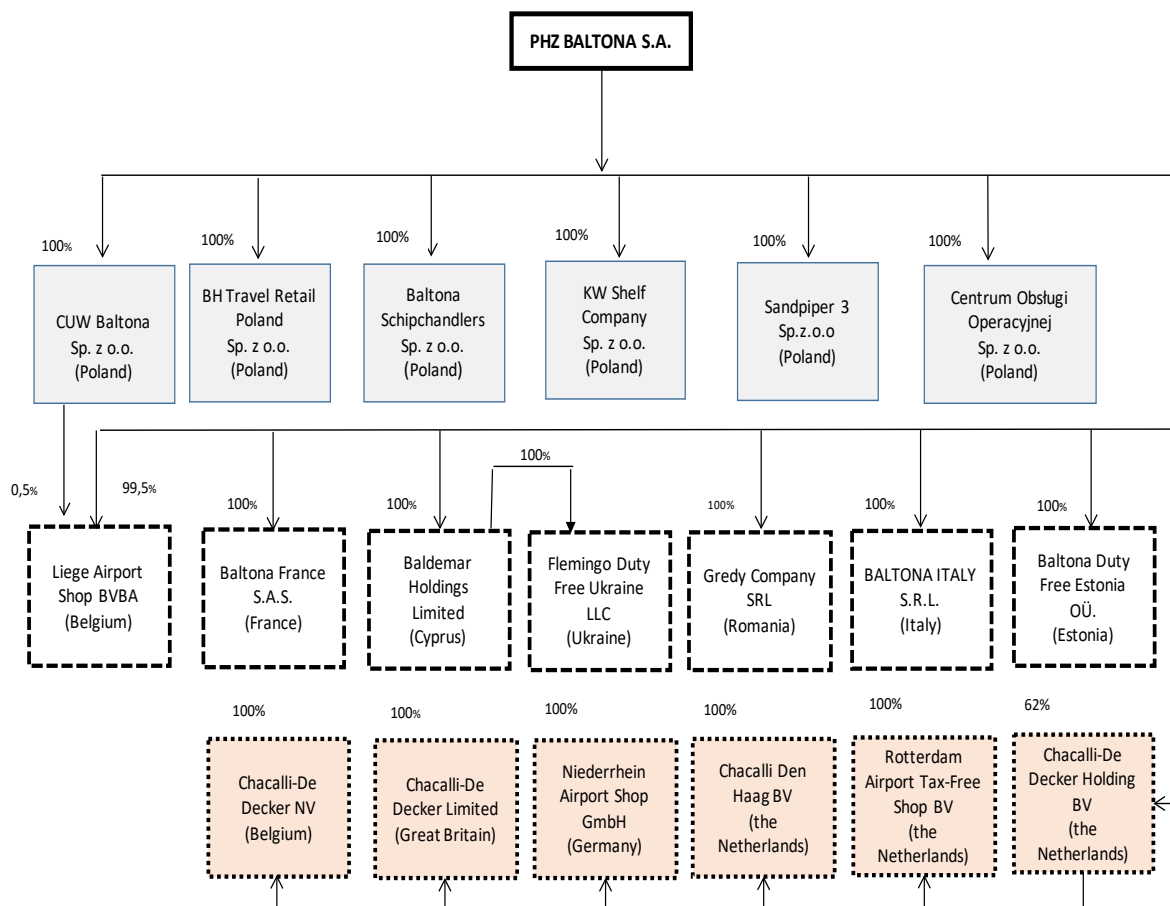 PHZ BALTONA S.A.
100%
100%
100%
100%
100%
100%
CUW Baltona
Sp. z o.o.
(Poland)
BH Travel Retail
Poland
Sp. z o.o.
(Poland)
Baltona
Schipchandlers
Sp. z o.o.
(Poland)
KW Shelf
Company
Sp. z o.o.
(Poland)
Sandpiper 3
Sp.z.o.o
(Poland)
Centrum Obsługi
Operacyjnej
Sp. z o.o.
(Poland)
0,5%
99,5%
100%
100%
100%
100%
100%
100%
Liege Airport
Shop BVBA
(Belgium)
Baltona France
S.A.S.
(France)
Baldemar
Holdings
Limited
(Cyprus)
Flemingo Duty
Free Ukraine
LLC
(Ukraine)
Gredy Company
SRL
(Romania)
BALTONA ITALY
S.R.L.
(Italy)
Baltona Duty
Free Estonia
OÜ.
(Estonia)
100%
100%
100%
100%
100%
62%
Chacalli-De
Decker NV
(Belgium)
Chacalli-De
Decker Limited
(Great Britain)
Niederrhein
Airport Shop
GmbH
(Germany)
Chacalli Den
Haag BV
(the
Netherlands)
Rotterdam
Airport Tax-Free
Shop BV
(the
Netherlands)
Chacalli-De
Decker Holding
BV
(the
Netherlands)